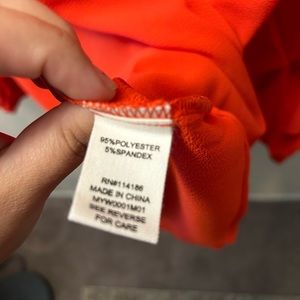 95%POLYESTER
5%SPANDEX
RN#114186
MADE IN CHINA
MYW0001M01
SEE REVERSE
FOR CARE